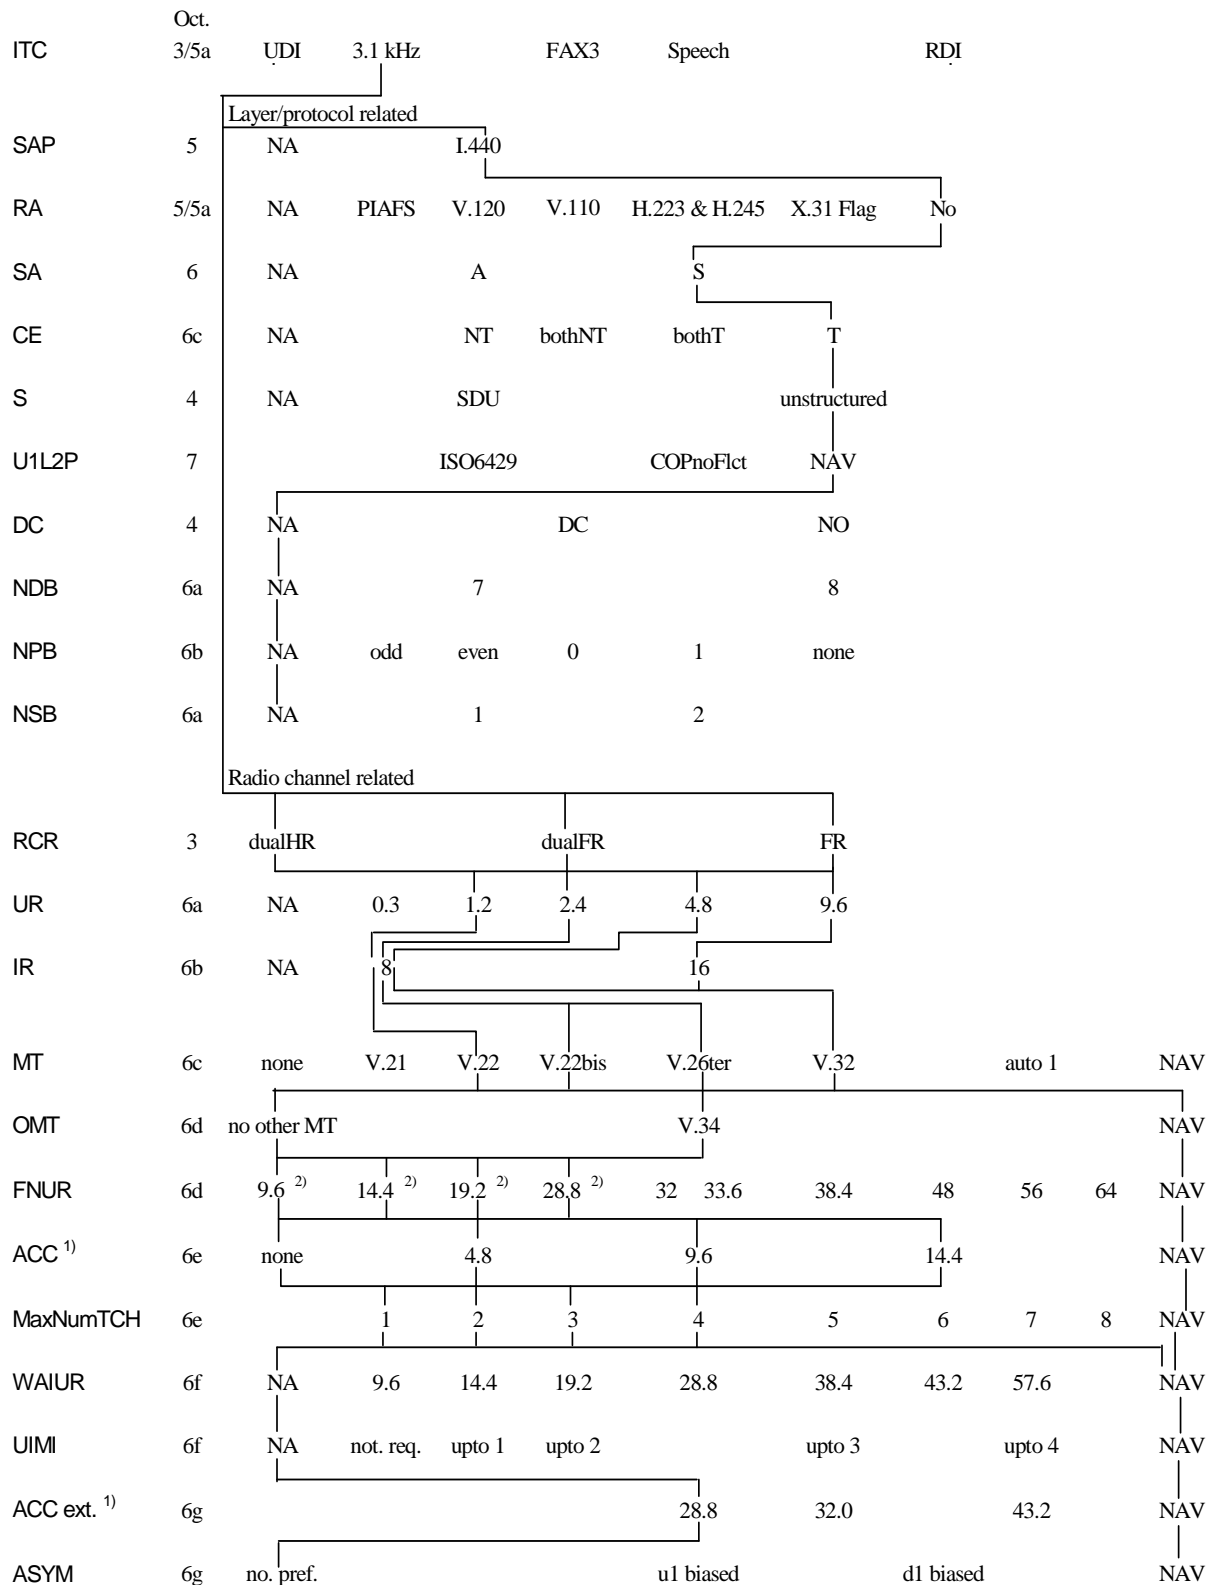 Oct.
ITC 3/5a UDI 3.1 kHz FAX3 Speech RDI
Layer/protocol related
SAP 5 NA I.440
RA 5/5a NA PIAFS V.120 V.110 H.223 & H.245 X.31 Flag No
SA 6 NA A S
CE 6c NA NT bothNT bothT T
S 4 NA SDU unstructured
U1L2P 7 ISO6429 COPnoFlct NAV
DC 4 NA DC NO
NDB 6a NA 7 8
NPB 6b NA odd even 0 1 none
NSB 6a NA 1 2
Radio channel related
RCR 3 dualHR dualFR FR
UR 6a NA 0.3 1.2 2.4 4.8 9.6
IR 6b NA 8 16
MT 6c none V.21 V.22 V.22bis V.26ter V.32 auto 1 NAV
OMT 6d no other MT V.34 NAV
FNUR 6d 9.6 2) 14.4 2) 19.2 2) 28.8 2) 32 33.6 38.4 48 56 64 NAV
ACC 1) 6e none 4.8 9.6 14.4 NAV
MaxNumTCH 6e 1 2 3 4 5 6 7 8 NAV
WAIUR 6f NA 9.6 14.4 19.2 28.8 38.4 43.2 57.6 NAV
UIMI 6f NA not. req. upto 1 upto 2 upto 3 upto 4 NAV
ACC ext. 1) 6g 28.8 32.0 43.2 NAV
ASYM 6g no. pref. u1 biased d1 biased NAV